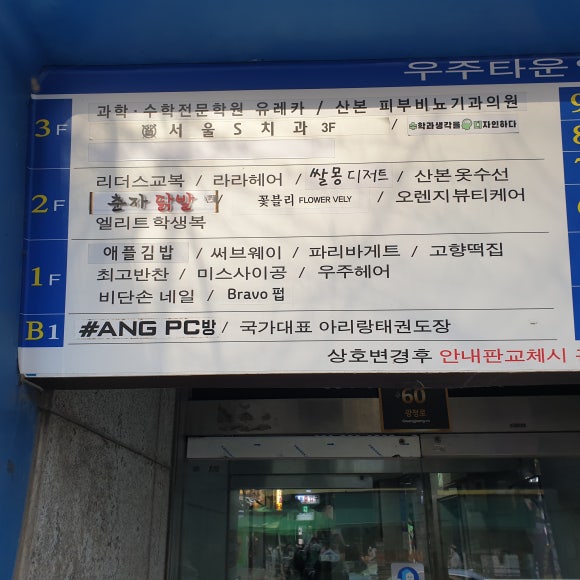 우주타운
3F
과학·수학전문학원 유레카 / 산본 피부비뇨기과의원
서울S치과 3F / 수학과생각을 디자인하다
2F
리더스교복 / 라라헤어 / 쌀몽 디저트 / 산본옷수선
춘자 닭발 / 꽃블리 FLOWER VELY / 오렌지뷰티케어
엘리트학생복
1F
애플김밥 / 써브웨이 / 파리바게트 / 고향떡집
최고반찬 / 미스사이공 / 우주헤어
비단손 네일 / Bravo 펍
B1
#ANG PC방 / 국가대표 아리랑태권도장
상호변경후 안내판교체시
60
광정로